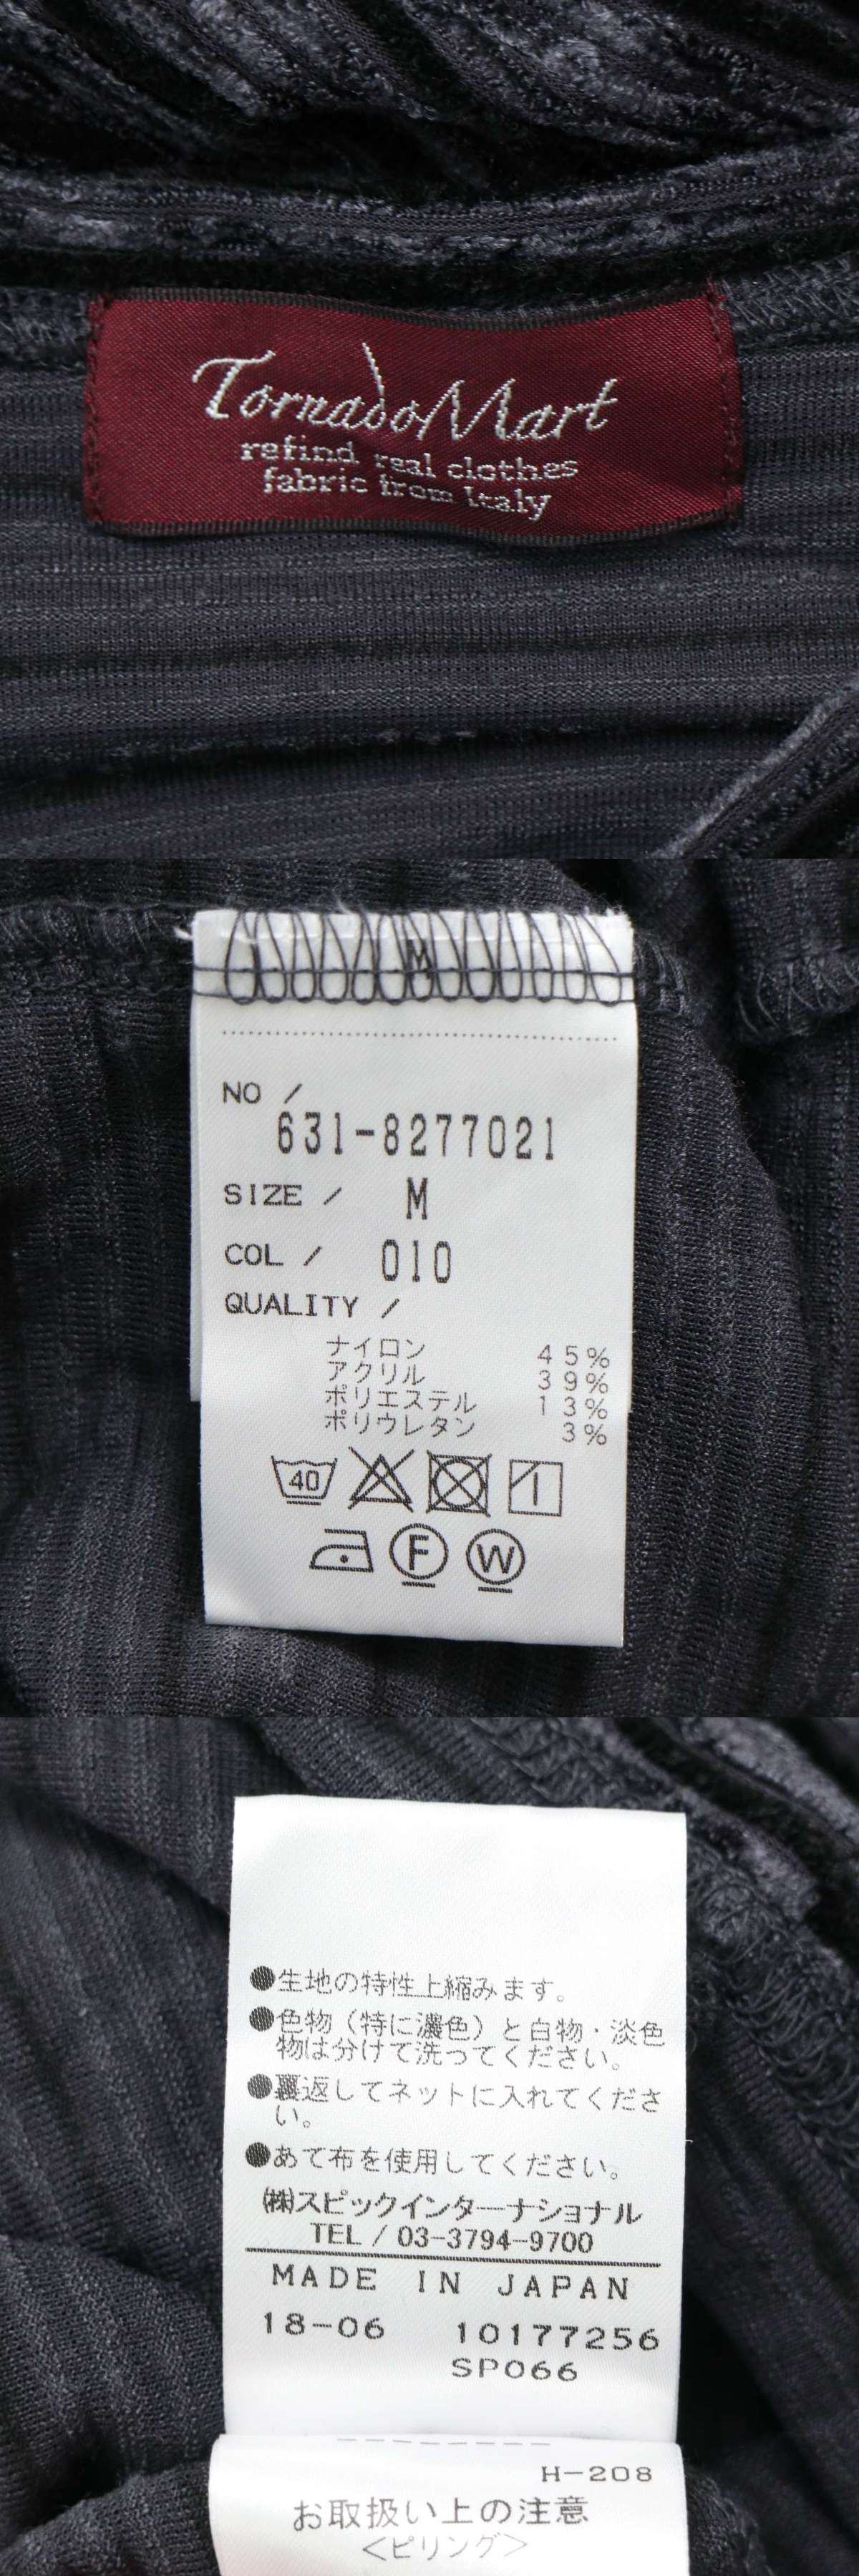 TornadoMart
refind real clothes
fabric from Italy
M
NO /
631-8277021
SIZE / M
COL / 010
QUALITY /
ナイロン 45%
アクリル 39%
ポリエステル 13%
ポリウレタン 3%
40
F W
●生地の特性上縮みます。
●色物（特に濃色）と白物・淡色
物は分けて洗ってください。
●裏返してネットに入れてくださ
い。
●あて布を使用してください。
㈱スピックインターナショナル
TEL / 03-3794-9700
MADE IN JAPAN
18-06 10177256
SP066
H-208
お取扱い上の注意
＜ピリング＞